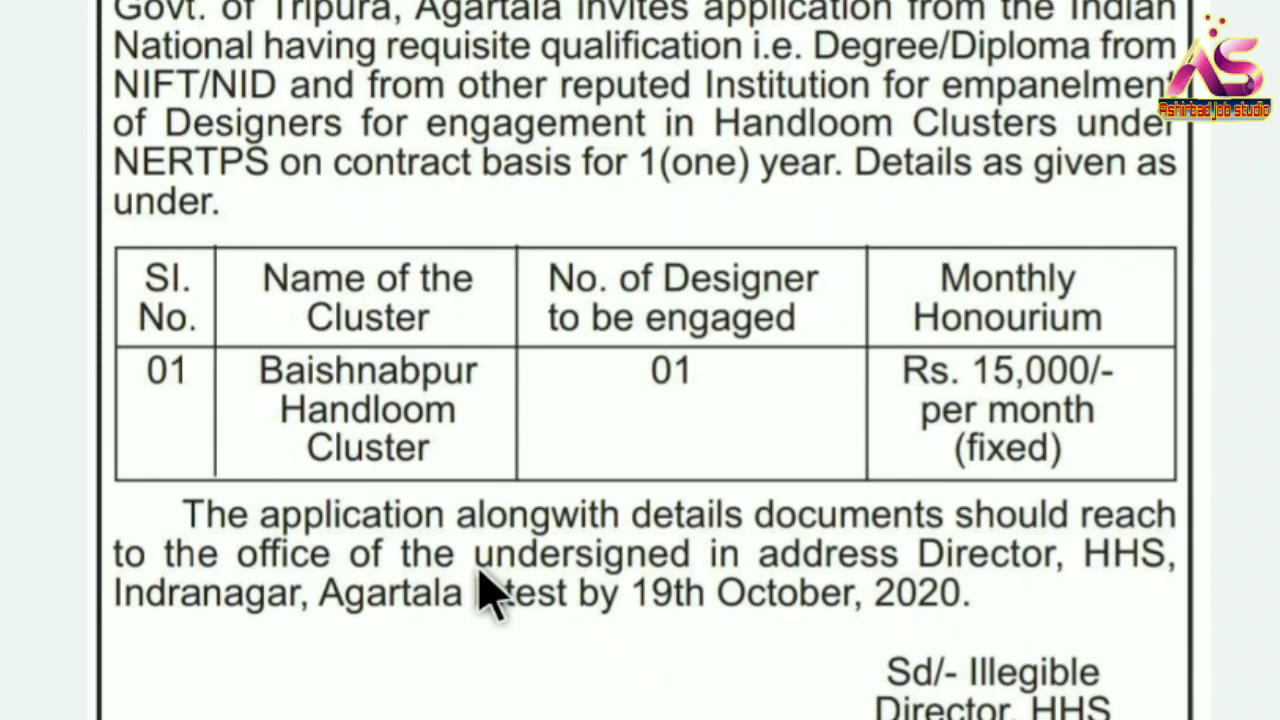 Govt. of Tripura, Agartala invites application from the Indian
National having requisite qualification i.e. Degree/Diploma from
NIFT/NID and from other reputed Institution for empanelment
of Designers for engagement in Handloom Clusters under
NERTPS on contract basis for 1(one) year. Details as given as
under.
Sl. No.
Name of the Cluster
No. of Designer to be engaged
Monthly Honourium
01
Baishnabpur Handloom Cluster
01
Rs. 15,000/- per month (fixed)
The application alongwith details documents should reach
to the office of the undersigned in address Director, HHS,
Indranagar, Agartala latest by 19th October, 2020.
Sd/- Illegible
Director, HHS
AS
Ashirbad job studio